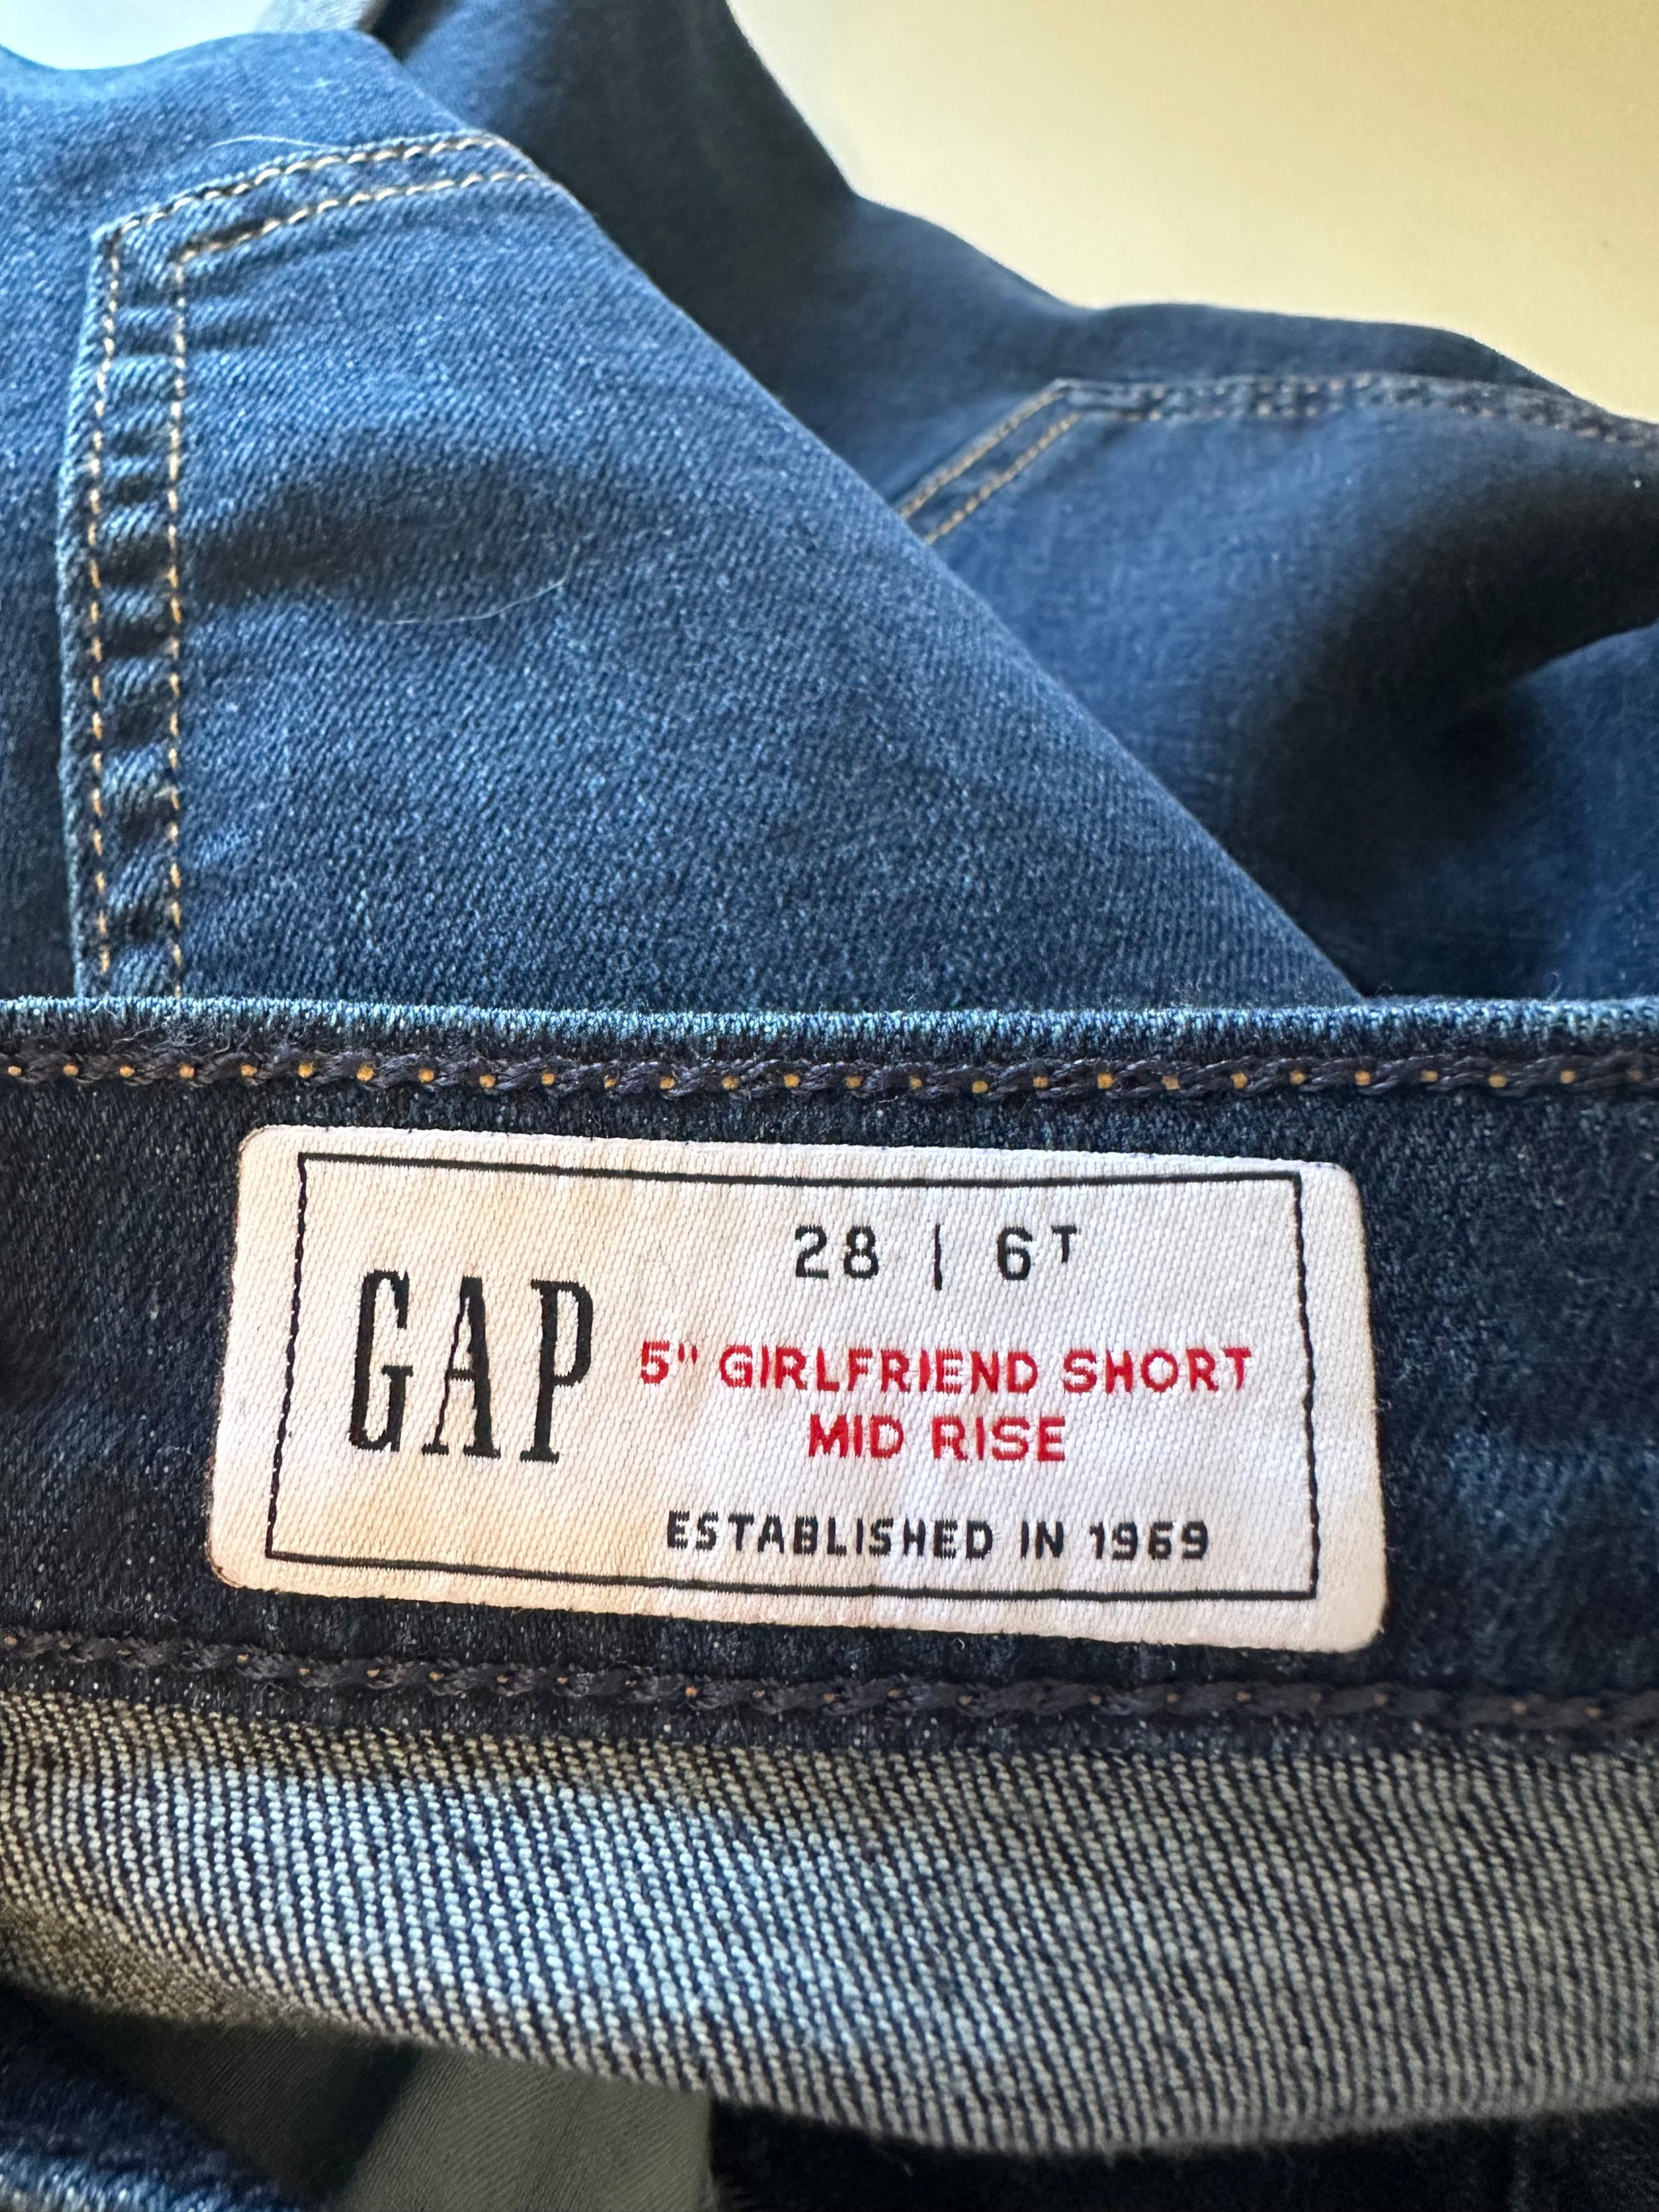 GAP
28 | 6T
5" GIRLFRIEND SHORT
MID RISE
ESTABLISHED IN 1969